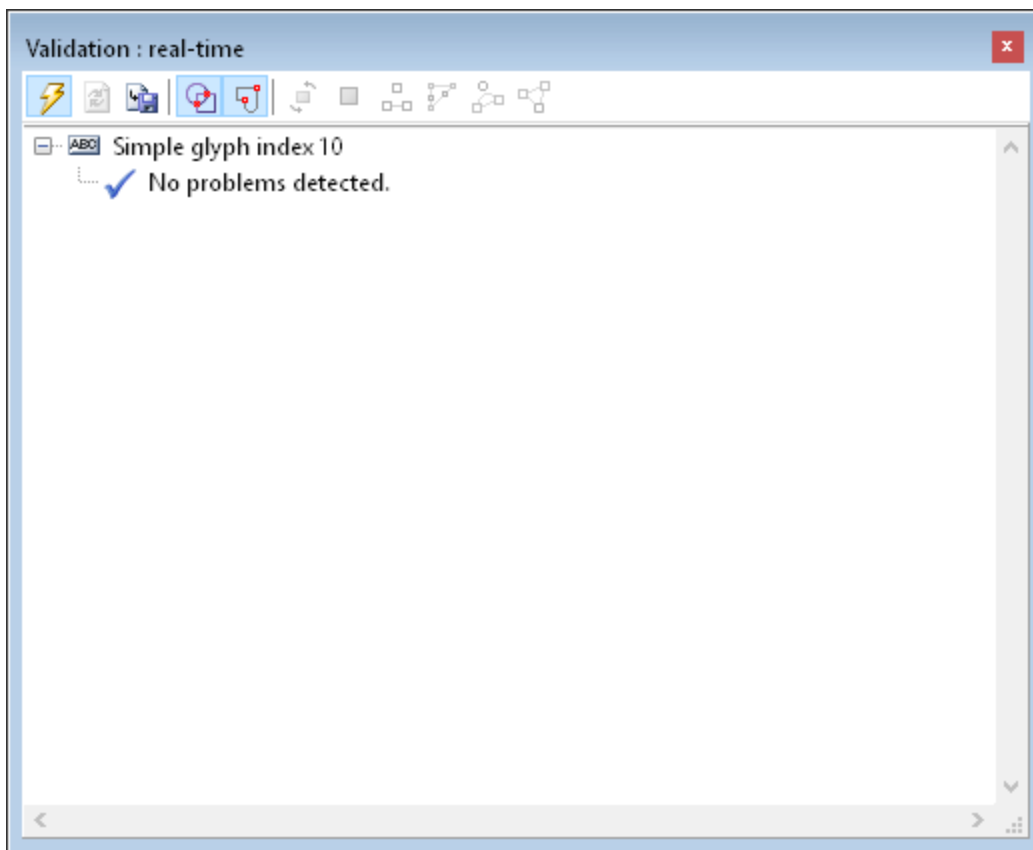 Validation : real-time
x
ABC Simple glyph index 10
No problems detected.